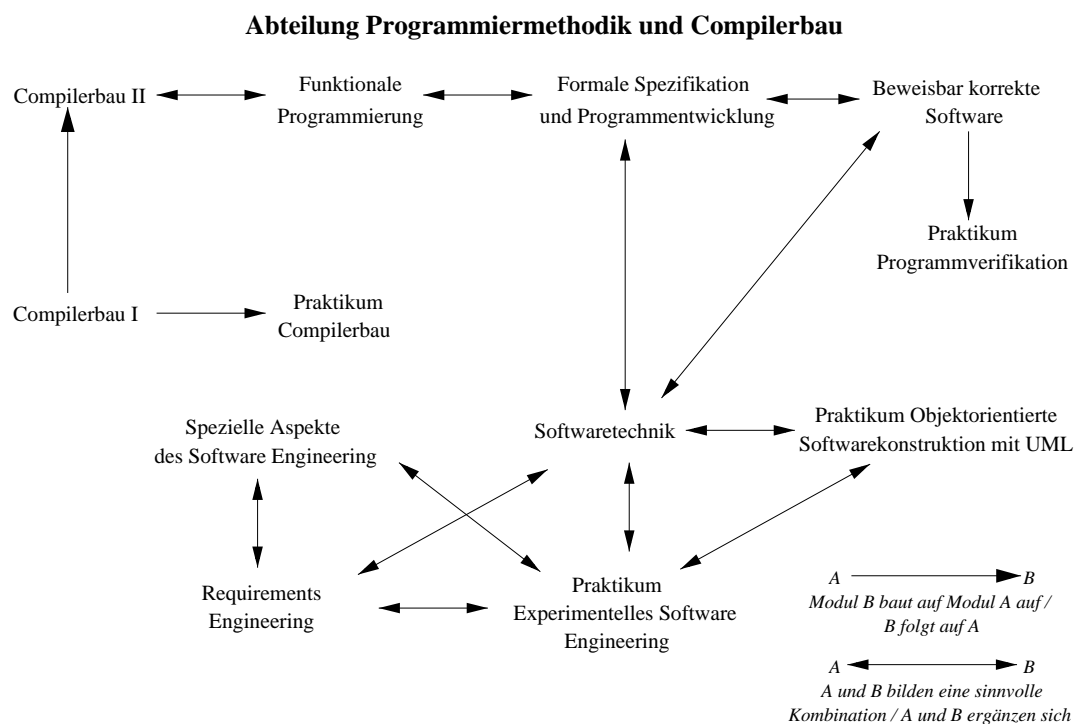 Abteilung Programmiermethodik und Compilerbau
Compilerbau II
Funktionale
Programmierung
Formale Spezifikation
und Programmentwicklung
Beweisbar korrekte
Software
Praktikum
Programmverifikation
Compilerbau I
Praktikum
Compilerbau
Spezielle Aspekte
des Software Engineering
Softwaretechnik
Praktikum Objektorientierte
Softwarekonstruktion mit UML
Requirements
Engineering
Praktikum
Experimentelles Software
Engineering
A B
Modul B baut auf Modul A auf /
B folgt auf A
A B
A und B bilden eine sinnvolle
Kombination / A und B ergänzen sich